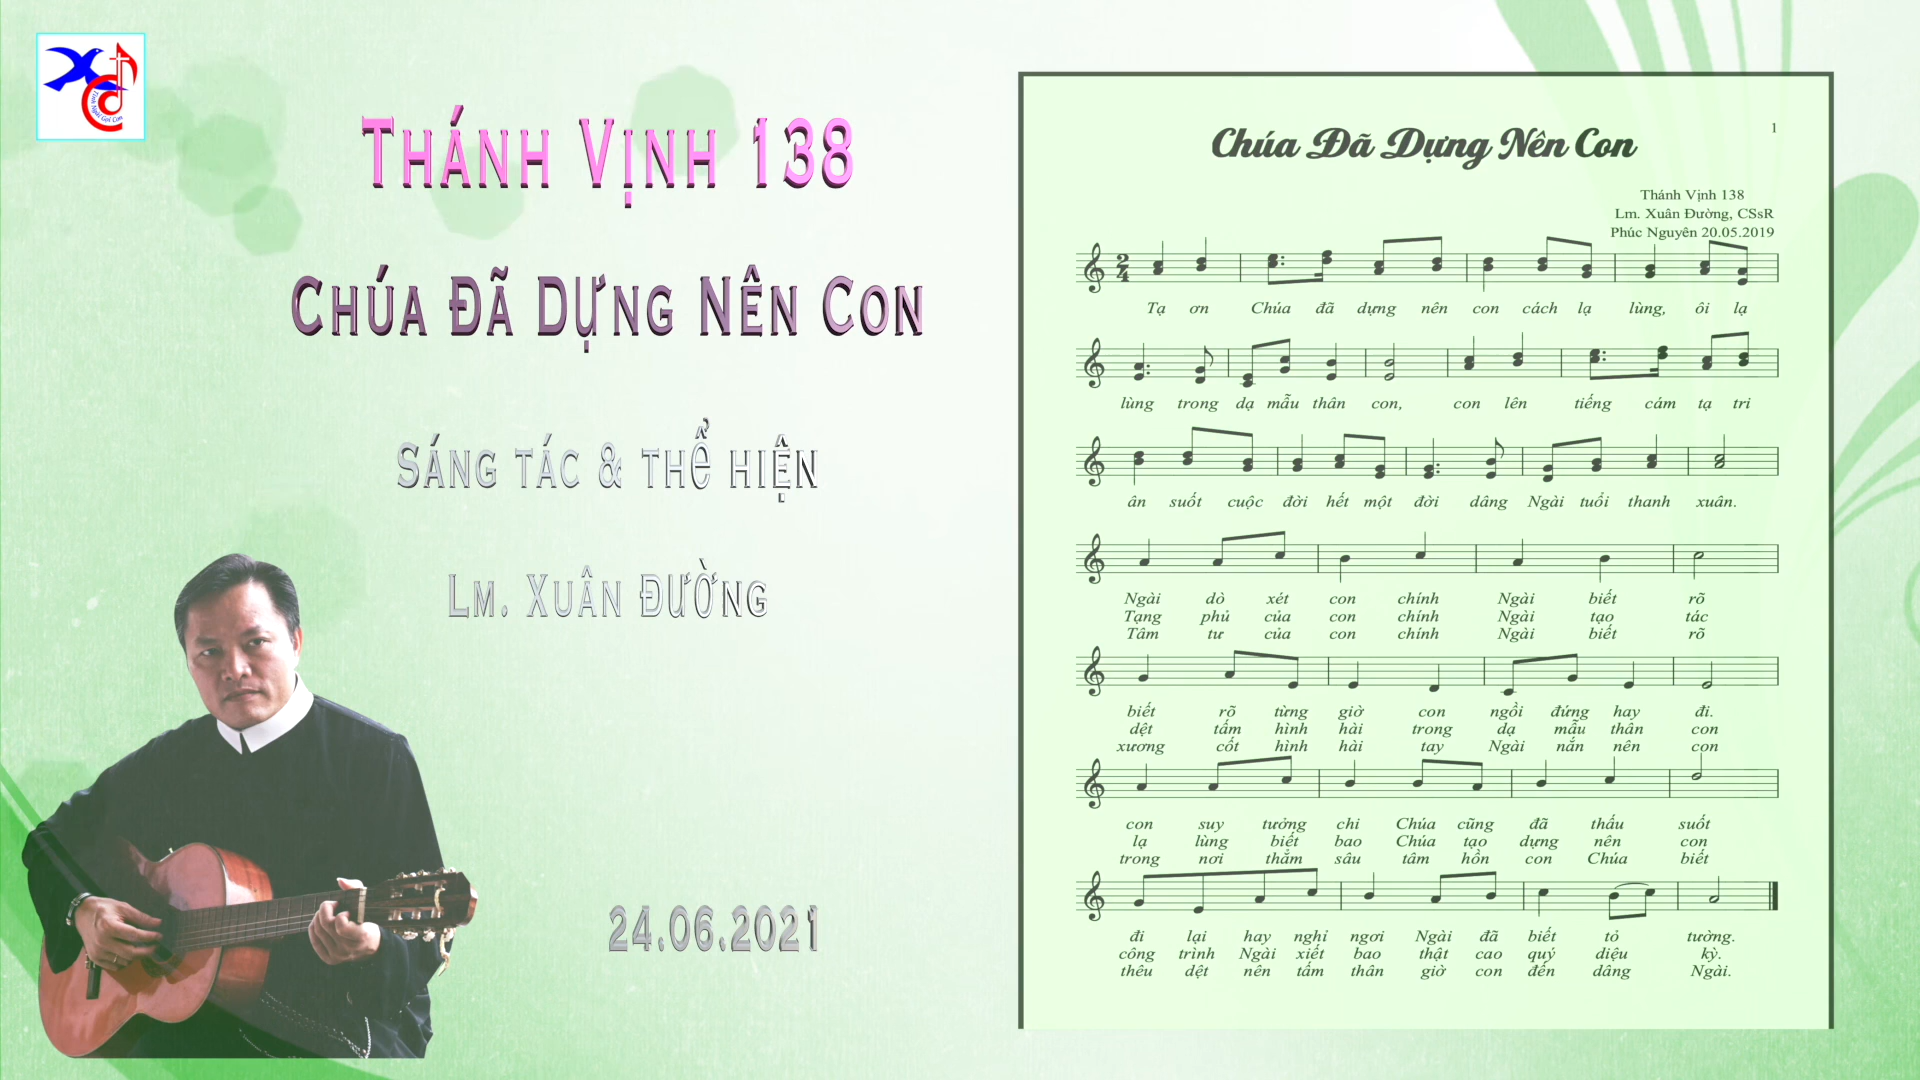 Tình Ngài Gọi Con
Thánh Vịnh 138
Chúa Đã Dựng Nên Con
Sáng tác & thể hiện
Lm. Xuân Đường
24.06.2021
1
Chúa Đã Dựng Nên Con
Thánh Vịnh 138
Lm. Xuân Đường, CSsR
Phúc Nguyên 20.05.2019
2
4
Tạ ơn Chúa đã dựng nên con cách lạ lùng, ôi lạ
lùng trong dạ mẫu thân con, con lên tiếng cám tạ tri
ân suốt cuộc đời hết một đời dâng Ngài tuổi thanh xuân.
Ngài dò xét con chính Ngài biết rõ
Tạng phủ của con chính Ngài tạo tác
Tâm tư của con chính Ngài biết rõ
biết rõ từng giờ con ngồi đứng hay đi.
dệt tấm hình hài trong dạ mẫu thân con
xương cốt hình hài tay Ngài nắn nên con
con suy tưởng chi Chúa cũng đã thấu suốt
lạ lùng biết bao Chúa tạo dựng nên con
trong nơi thẳm sâu tâm hồn con Chúa biết
đi lại hay nghỉ ngơi Ngài đã biết tỏ tường.
công trình Ngài xiết bao thật cao quý diệu kỳ.
thêu dệt nên tấm thân giờ con đến dâng Ngài.